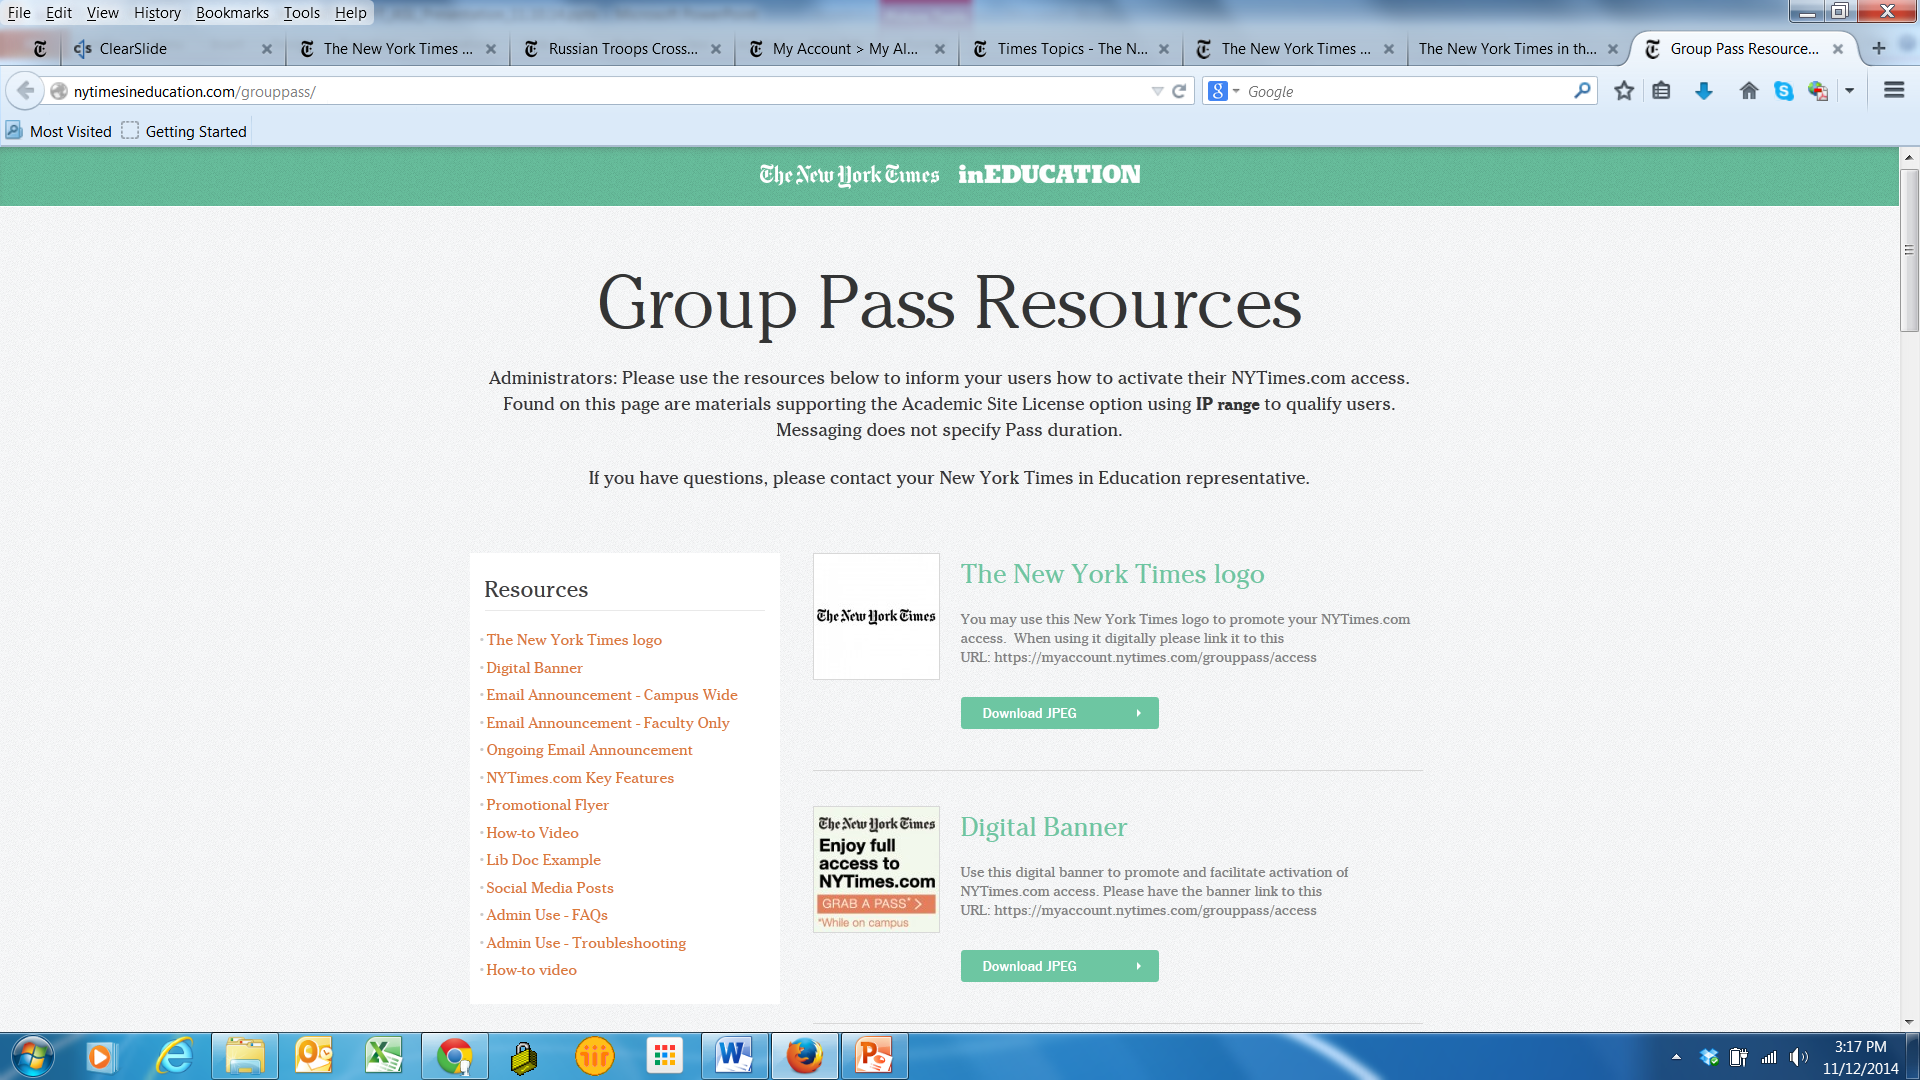 File Edit View History Bookmarks Tools Help
ClearSlide
The New York Times ...
Russian Troops Cross...
My Account > My Al...
Times Topics - The N...
The New York Times ...
The New York Times in th...
Group Pass Resource...
nytimesineducation.com/grouppass/
Google
Most Visited
Getting Started
The New York Times inEDUCATION
Group Pass Resources
Administrators: Please use the resources below to inform your users how to activate their NYTimes.com access.
Found on this page are materials supporting the Academic Site License option using IP range to qualify users.
Messaging does not specify Pass duration.
If you have questions, please contact your New York Times in Education representative.
Resources
The New York Times logo
Digital Banner
Email Announcement - Campus Wide
Email Announcement - Faculty Only
Ongoing Email Announcement
NYTimes.com Key Features
Promotional Flyer
How-to Video
Lib Doc Example
Social Media Posts
Admin Use - FAQs
Admin Use - Troubleshooting
How-to video
The New York Times
The New York Times logo
You may use this New York Times logo to promote your NYTimes.com
access. When using it digitally please link it to this
URL: https://myaccount.nytimes.com/grouppass/access
Download JPEG
The New York Times
Enjoy full
access to
NYTimes.com
GRAB A PASS* >
*While on campus
Digital Banner
Use this digital banner to promote and facilitate activation of
NYTimes.com access. Please have the banner link to this
URL: https://myaccount.nytimes.com/grouppass/access
Download JPEG
3:17 PM
11/12/2014